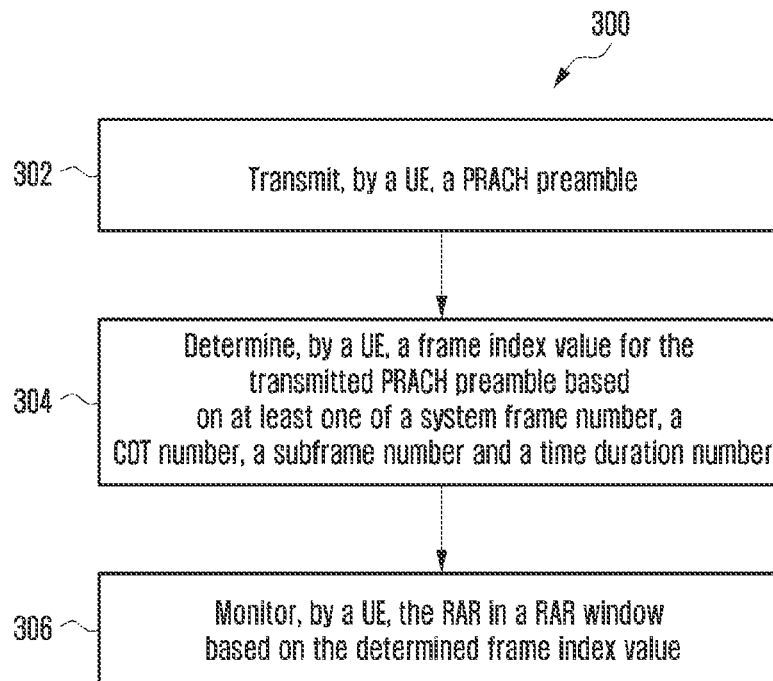 300
302
Transmit, by a UE, a PRACH preamble
304
Determine, by a UE, a frame index value for the
transmitted PRACH preamble based
on at least one of a system frame number, a
COT number, a subframe number and a time duration number
306
Monitor, by a UE, the RAR in a RAR window
based on the determined frame index value